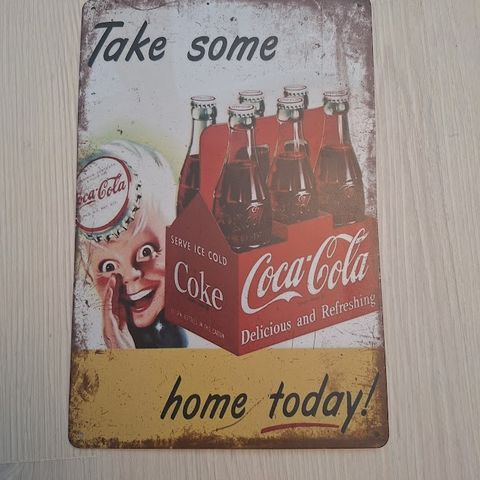 Take some
Coca-Cola
SERVE ICE COLD
Coke
Coca-Cola
Delicious and Refreshing
home today!